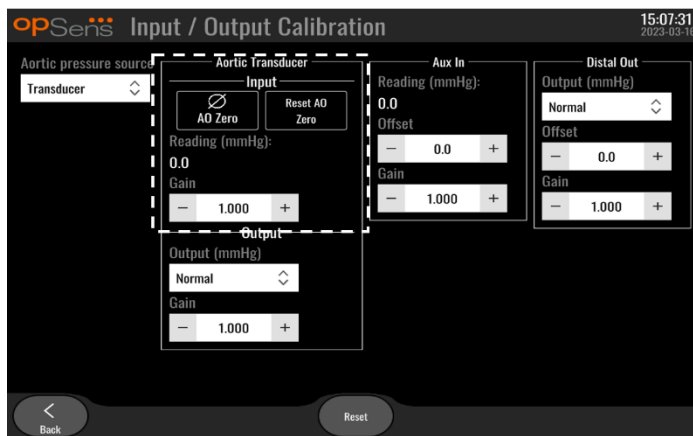 opSens Input / Output Calibration
15:07:31
2023-03-16
Aortic pressure source
Transducer
Aortic Transducer
Input
AO Zero
Reset AO
Zero
Reading (mmHg):
0.0
Gain
− 1.000 +
Output
Output (mmHg)
Normal
Gain
− 1.000 +
Aux In
Reading (mmHg):
0.0
Offset
− 0.0 +
Gain
− 1.000 +
Distal Out
Output (mmHg)
Normal
Offset
− 0.0 +
Gain
− 1.000 +
Back
Reset